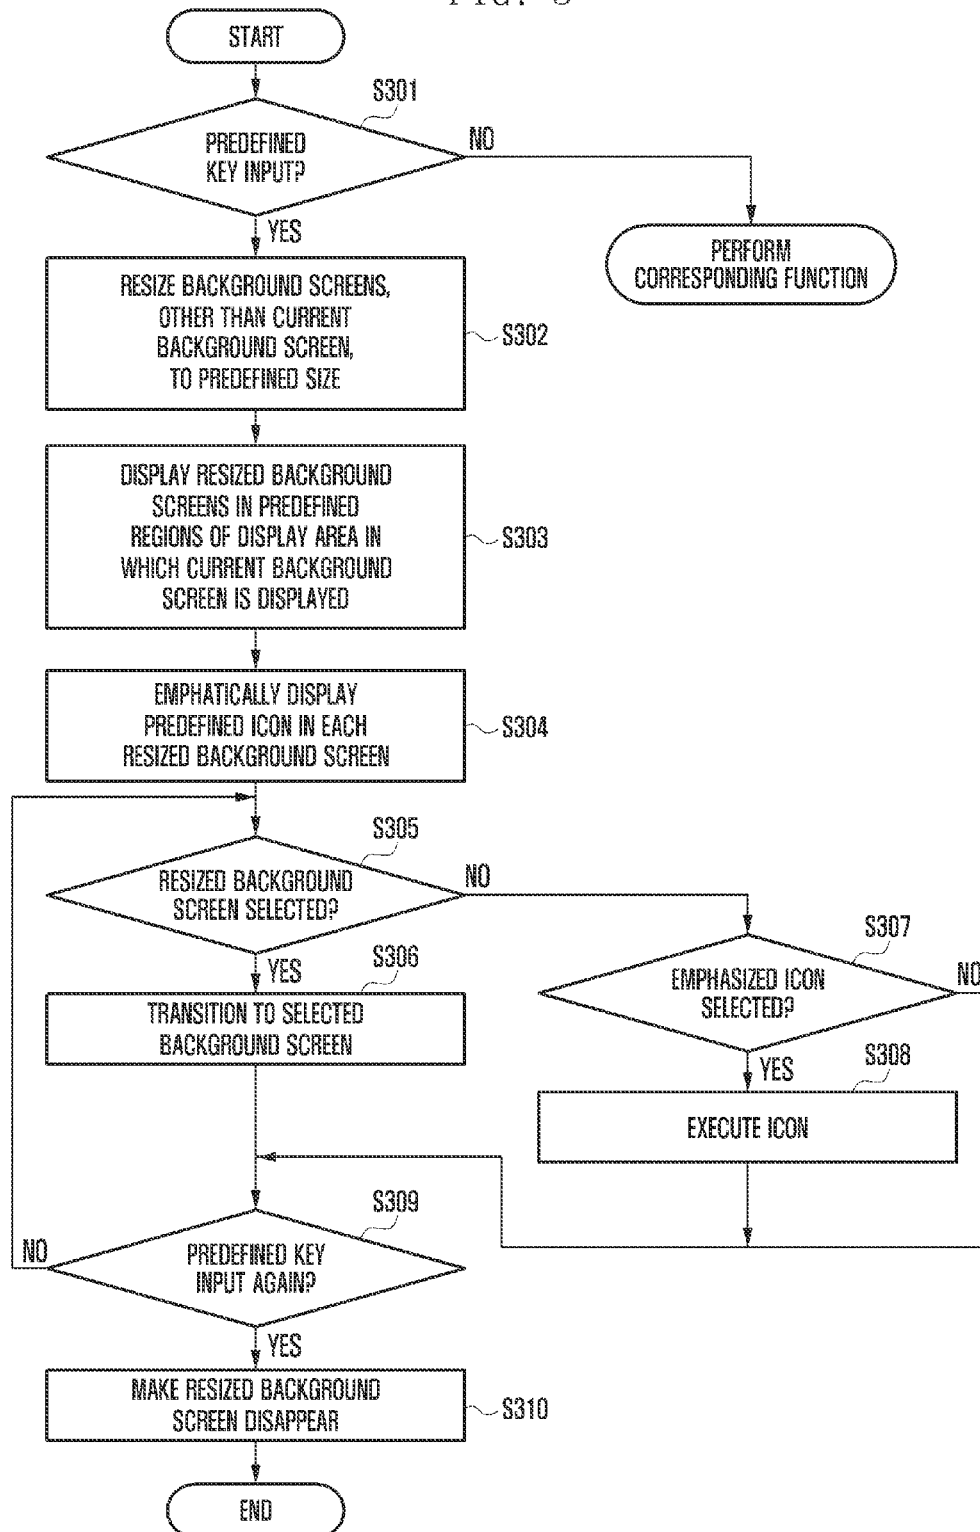 START
S301
PREDEFINED
KEY INPUT?
NO
YES
PERFORM
CORRESPONDING FUNCTION
RESIZE BACKGROUND SCREENS,
OTHER THAN CURRENT
BACKGROUND SCREEN,
TO PREDEFINED SIZE
S302
DISPLAY RESIZED BACKGROUND
SCREENS IN PREDEFINED
REGIONS OF DISPLAY AREA IN
WHICH CURRENT BACKGROUND
SCREEN IS DISPLAYED
S303
EMPHATICALLY DISPLAY
PREDEFINED ICON IN EACH
RESIZED BACKGROUND SCREEN
S304
S305
RESIZED BACKGROUND
SCREEN SELECTED?
NO
YES
S306
TRANSITION TO SELECTED
BACKGROUND SCREEN
S307
EMPHASIZED ICON
SELECTED?
NO
YES
S308
EXECUTE ICON
S309
PREDEFINED KEY
INPUT AGAIN?
NO
YES
MAKE RESIZED BACKGROUND
SCREEN DISAPPEAR
S310
END